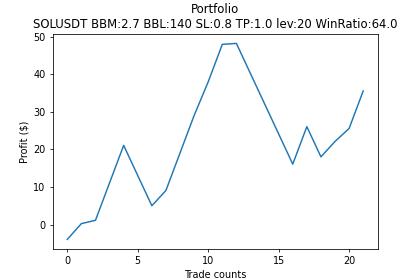 Portfolio
SOLUSDT BBM:2.7 BBL:140 SL:0.8 TP:1.0 lev:20 WinRatio:64.0
50
40
30
20
10
0
Profit ($)
0 5 10 15 20
Trade counts